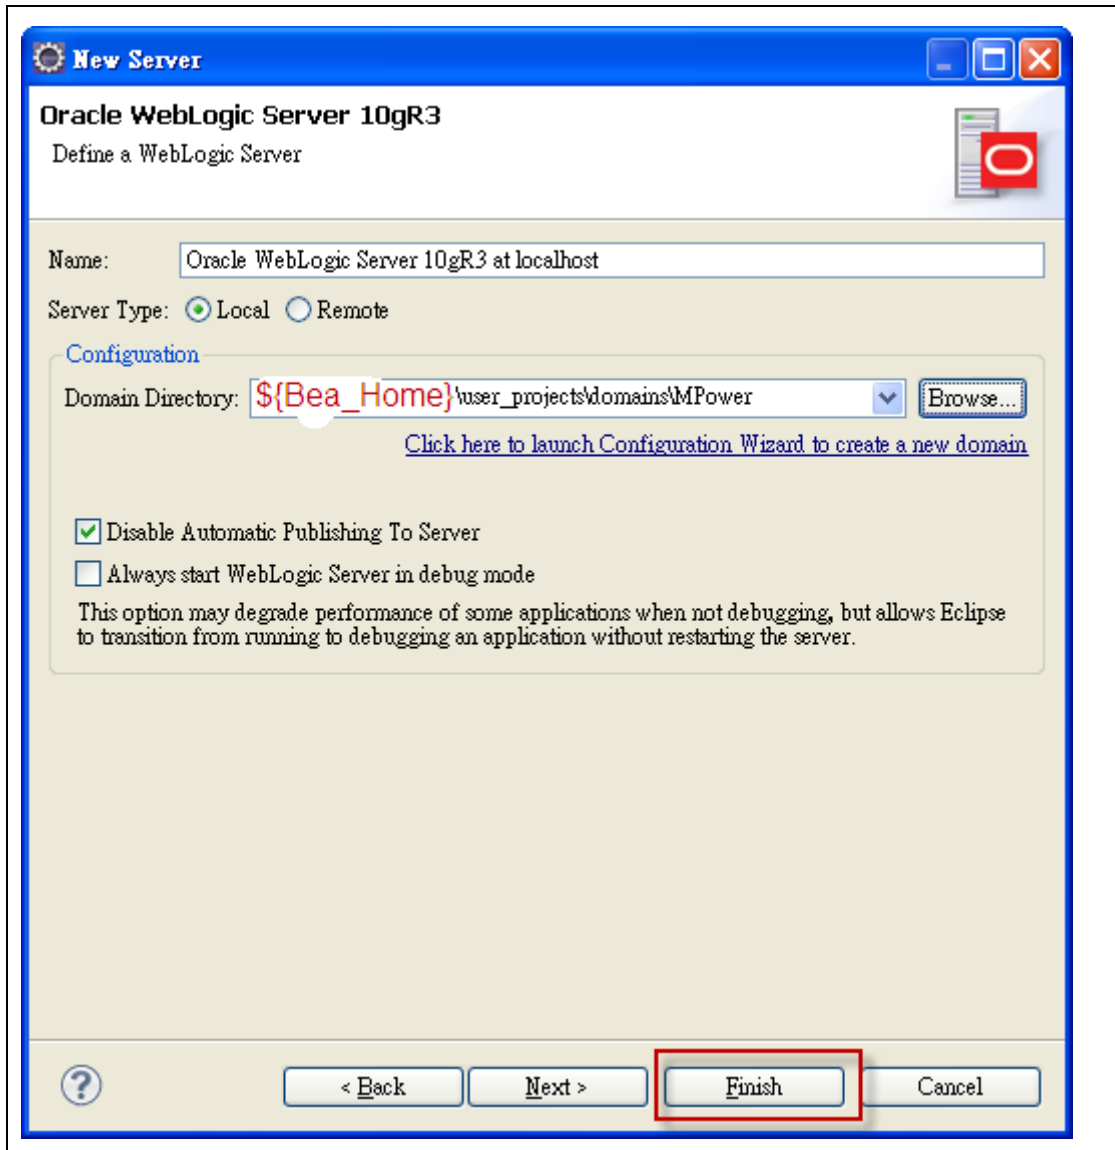 New Server
Oracle WebLogic Server 10gR3
Define a WebLogic Server
Name: Oracle WebLogic Server 10gR3 at localhost
Server Type: Local Remote
Configuration
Domain Directory: ${Bea_Home}\user_projects\domains\MPower Browse...
Click here to launch Configuration Wizard to create a new domain
Disable Automatic Publishing To Server
Always start WebLogic Server in debug mode
This option may degrade performance of some applications when not debugging, but allows Eclipse
to transition from running to debugging an application without restarting the server.
? < Back Next > Finish Cancel